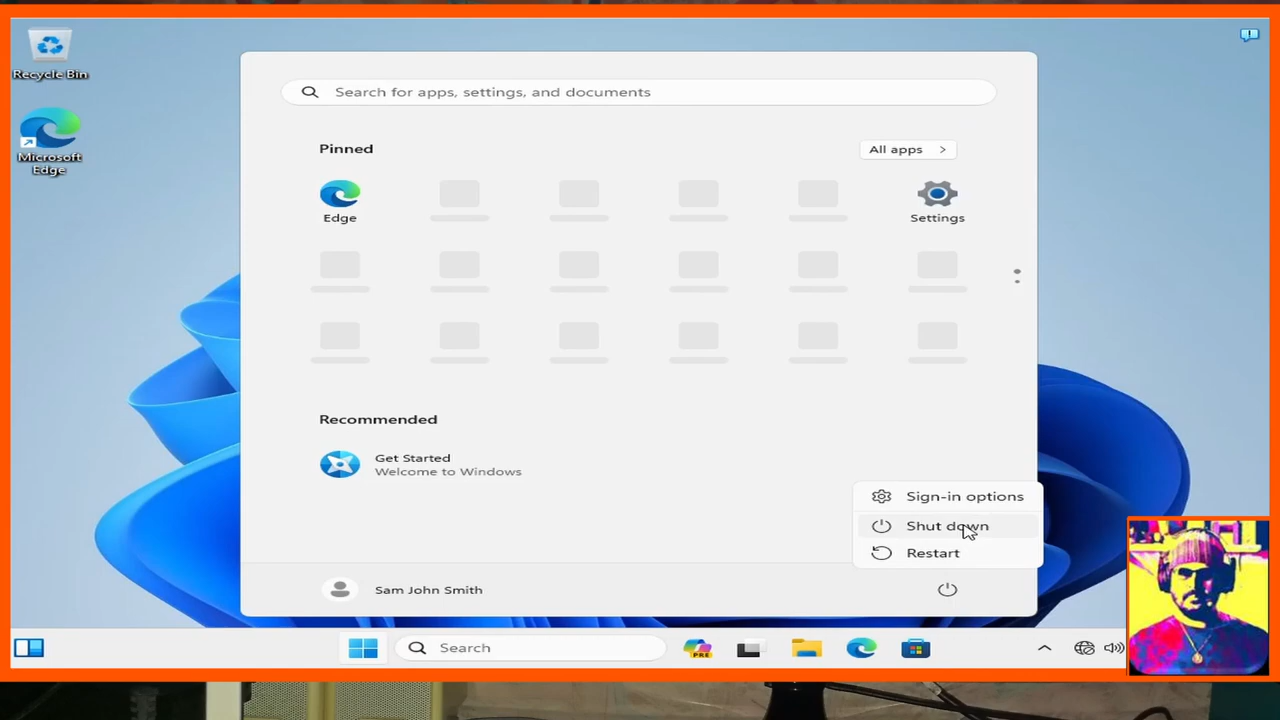 Recycle Bin
Microsoft
Edge
Search for apps, settings, and documents
Pinned
All apps
Edge
Settings
Recommended
Get Started
Welcome to Windows
Sign-in options
Shut down
Restart
Sam John Smith
Search
PRE